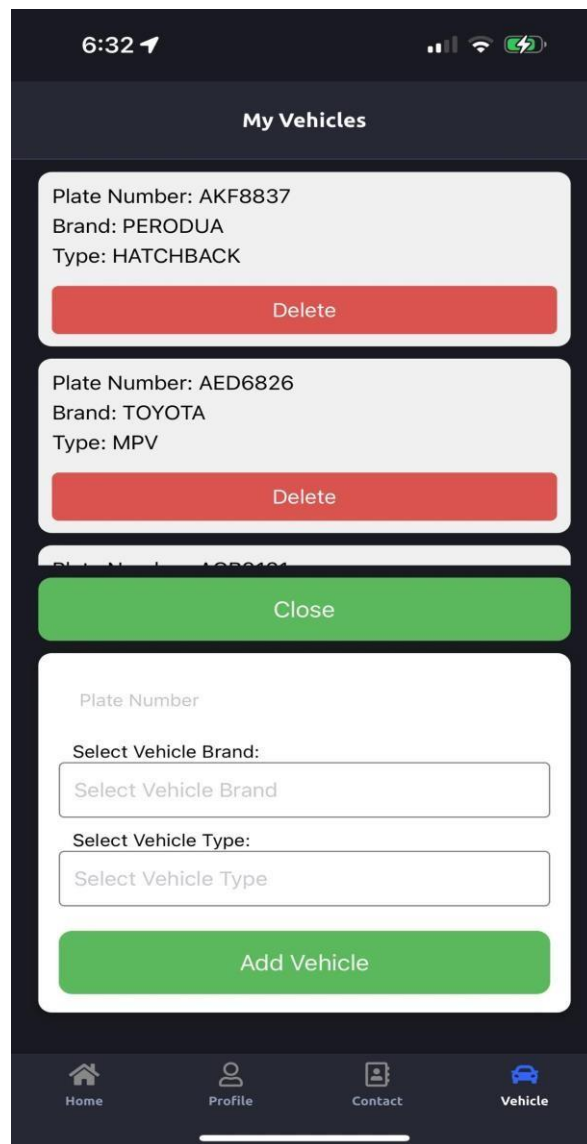 6:32
My Vehicles
Plate Number: AKF8837
Brand: PERODUA
Type: HATCHBACK
Delete
Plate Number: AED6826
Brand: TOYOTA
Type: MPV
Delete
Plate Number:
Close
Plate Number
Select Vehicle Brand:
Select Vehicle Brand
Select Vehicle Type:
Select Vehicle Type
Add Vehicle
Home Profile Contact Vehicle